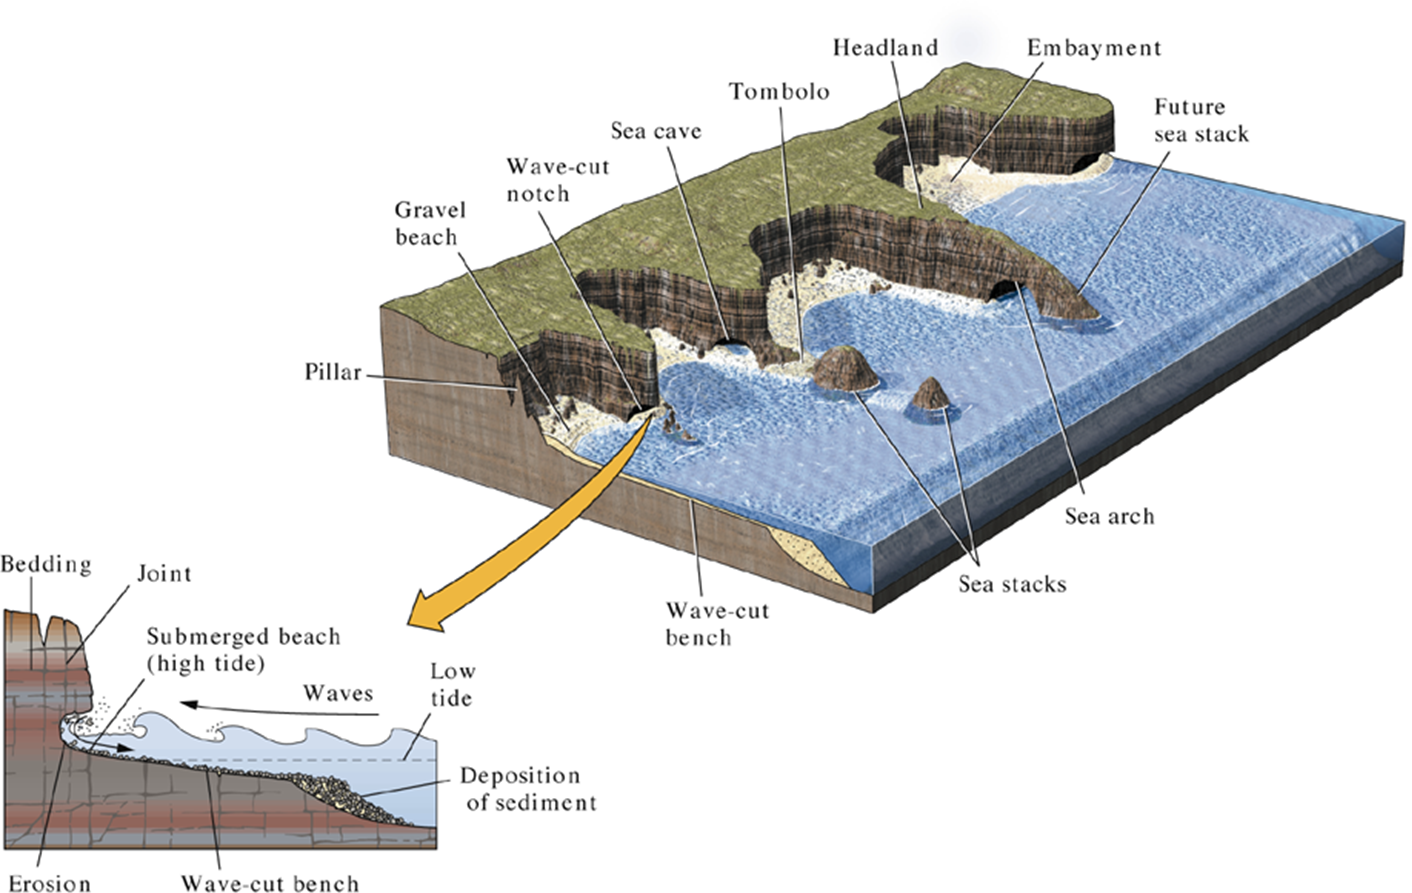 Headland
Embayment
Tombolo
Future
sea stack
Sea cave
Wave-cut
notch
Gravel
beach
Pillar
Sea arch
Sea stacks
Wave-cut
bench
Bedding
Joint
Submerged beach
(high tide)
Low
tide
Waves
Deposition
of sediment
Erosion
Wave-cut bench